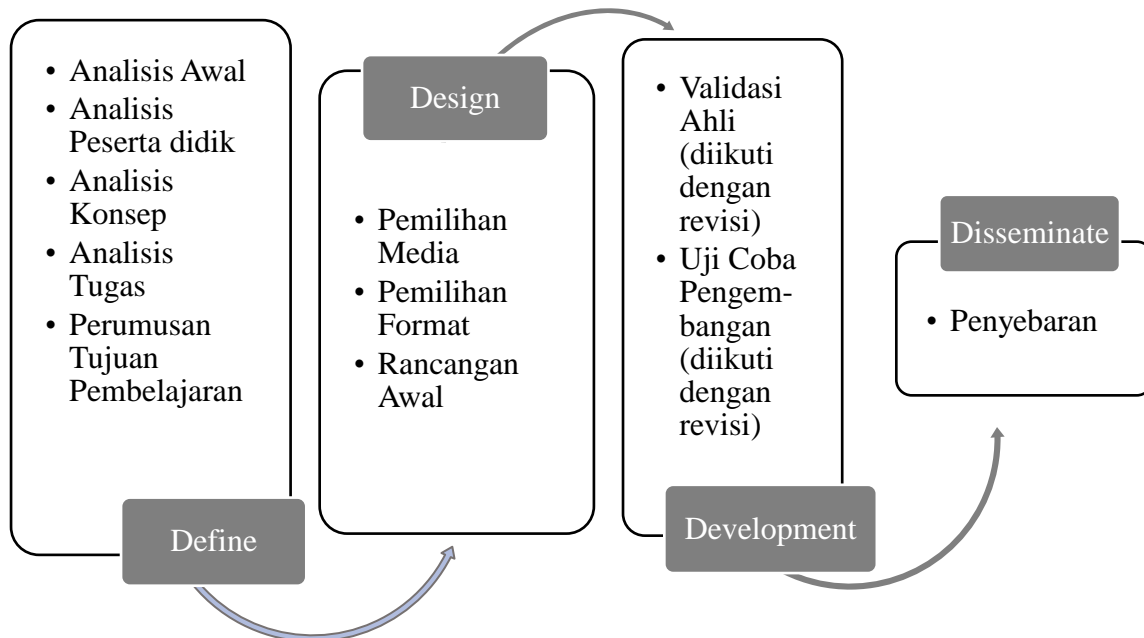 • Analisis Awal
• Analisis
Peserta didik
• Analisis
Konsep
• Analisis
Tugas
• Perumusan
Tujuan
Pembelajaran
Define
Design
• Pemilihan
Media
• Pemilihan
Format
• Rancangan
Awal
• Validasi
Ahli
(diikuti
dengan
revisi)
• Uji Coba
Pengem-
bangan
(diikuti
dengan
revisi)
Development
Disseminate
• Penyebaran